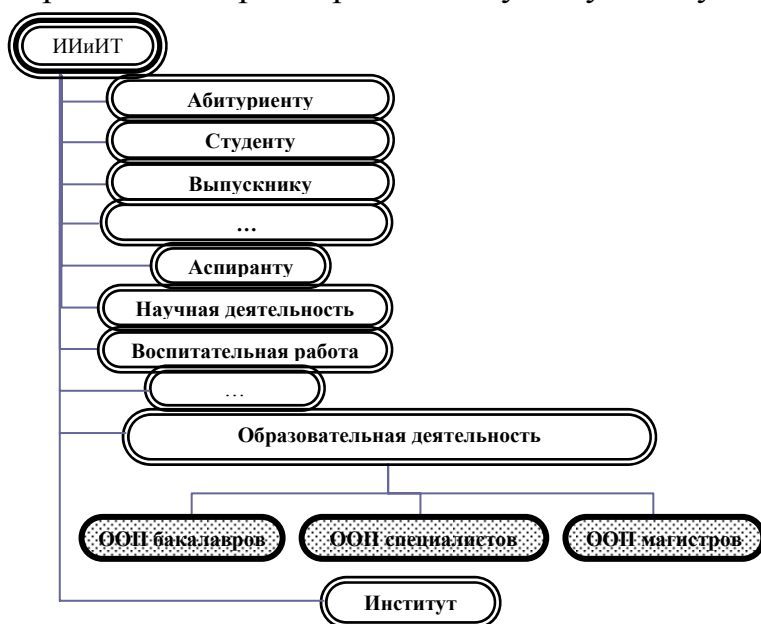 ИИиИТ
Абитуриенту
Студенту
Выпускнику
...
Аспиранту
Научная деятельность
Воспитательная работа
...
Образовательная деятельность
ООП бакалавров ООП специалистов ООП магистров
Институт